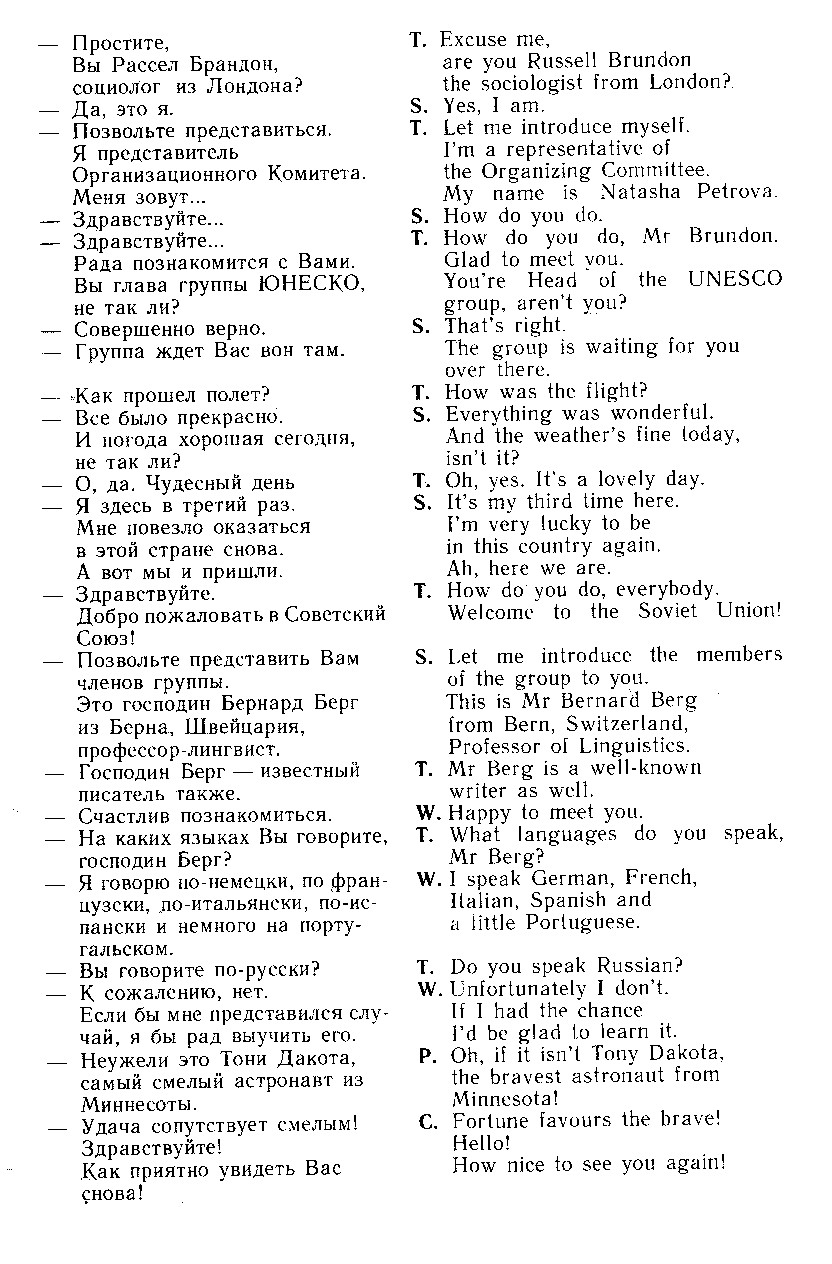 — Простите,
Вы Рассел Брандон,
социолог из Лондона?
— Да, это я.
— Позвольте представиться.
Я представитель
Организационного Комитета.
Меня зовут...
— Здравствуйте...
— Здравствуйте...
Рада познакомится с Вами.
Вы глава группы ЮНЕСКО,
не так ли?
— Совершенно верно.
— Группа ждет Вас вон там.
— Как прошел полет?
— Все было прекрасно.
И погода хорошая сегодня,
не так ли?
— О, да. Чудесный день
— Я здесь в третий раз.
Мне повезло оказаться
в этой стране снова.
А вот мы и пришли.
— Здравствуйте.
Добро пожаловать в Советский
Союз!
— Позвольте представить Вам
членов группы.
Это господин Бернард Берг
из Берна, Швейцария,
профессор-лингвист.
— Господин Берг — известный
писатель также.
— Счастлив познакомиться.
— На каких языках Вы говорите,
господин Берг?
— Я говорю по-немецки, по фран-
цузски, по-итальянски, по-ис-
пански и немного на порту-
гальском.
— Вы говорите по-русски?
— К сожалению, нет.
Если бы мне представился слу-
чай, я бы рад выучить его.
— Неужели это Тони Дакота,
самый смелый астронавт из
Миннесоты.
— Удача сопутствует смелым!
Здравствуйте!
Как приятно увидеть Вас
снова!
T. Excuse me,
are you Russell Brundon
the sociologist from London?
S. Yes, I am.
T. Let me introduce myself.
I'm a representative of
the Organizing Committee.
My name is Natasha Petrova.
S. How do you do.
T. How do you do, Mr Brundon.
Glad to meet you.
You're Head of the UNESCO
group, aren't you?
S. That's right.
The group is waiting for you
over there.
T. How was the flight?
S. Everything was wonderful.
And the weather's fine today,
isn't it?
T. Oh, yes. It's a lovely day.
S. It's my third time here.
I'm very lucky to be
in this country again.
Ah, here we are.
T. How do you do, everybody.
Welcome to the Soviet Union!
S. Let me introduce the members
of the group to you.
This is Mr Bernard Berg
from Bern, Switzerland,
Professor of Linguistics.
T. Mr Berg is a well-known
writer as well.
W. Happy to meet you.
T. What languages do you speak,
Mr Berg?
W. I speak German, French,
Italian, Spanish and
a little Portuguese.
T. Do you speak Russian?
W. Unfortunately I don't.
If I had the chance
I'd be glad to learn it.
P. Oh, if it isn't Tony Dakota,
the bravest astronaut from
Minnesota!
C. Fortune favours the brave!
Hello!
How nice to see you again!